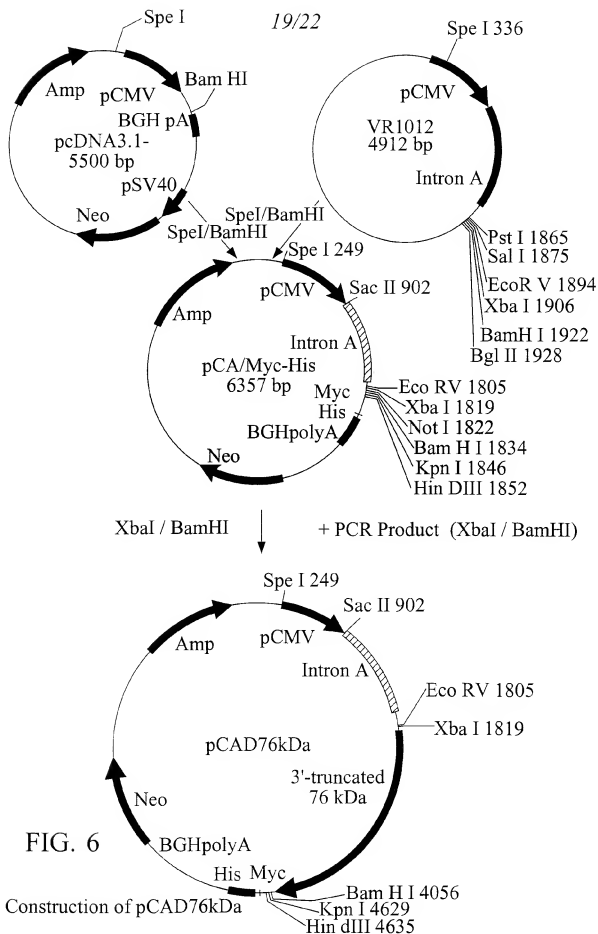 19/22
Spe I
Amp
pCMV
Bam HI
BGH pA
pcDNA3.1-
5500 bp
pSV40
Neo
SpeI/BamHI
Spe I 336
pCMV
VR1012
4912 bp
Intron A
SpeI/BamHI
Pst I 1865
Sal I 1875
EcoR V 1894
Xba I 1906
BamH I 1922
Bgl II 1928
Spe I 249
pCMV
Sac II 902
Amp
Intron A
pCA/Myc-His
6357 bp
Myc
His
BGHpolyA
Neo
Eco RV 1805
Xba I 1819
Not I 1822
Bam H I 1834
Kpn I 1846
Hin DIII 1852
XbaI / BamHI
+ PCR Product (XbaI / BamHI)
Spe I 249
Sac II 902
Amp
pCMV
Intron A
Eco RV 1805
Xba I 1819
pCAD76kDa
3'-truncated
76 kDa
Neo
BGHpolyA
His Myc
Bam H I 4056
Kpn I 4629
Hin dIII 4635
FIG. 6
Construction of pCAD76kDa